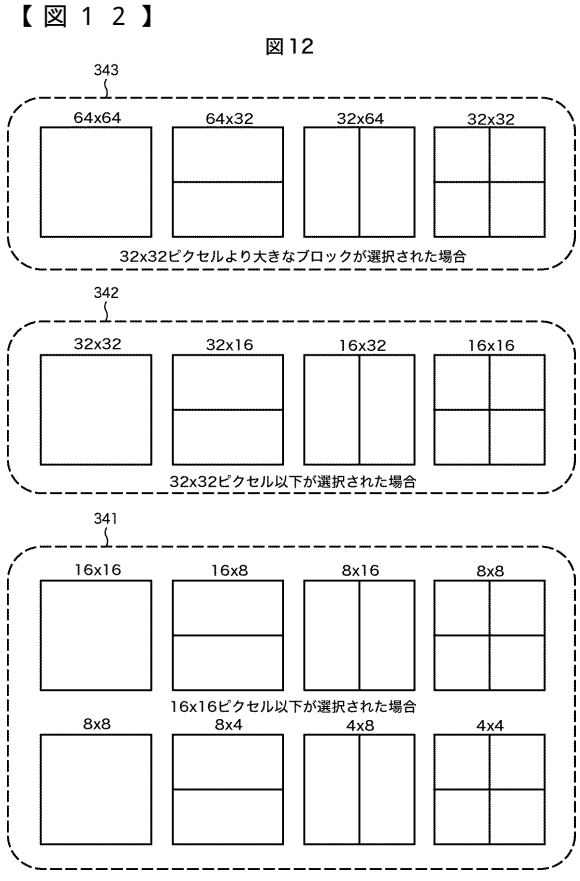 【図12】
図12
343
64x64 64x32 32x64 32x32
32x32ピクセルより大きなブロックが選択された場合
342
32x32 32x16 16x32 16x16
32x32ピクセル以下が選択された場合
341
16x16 16x8 8x16 8x8
16x16ピクセル以下が選択された場合
8x8 8x4 4x8 4x4